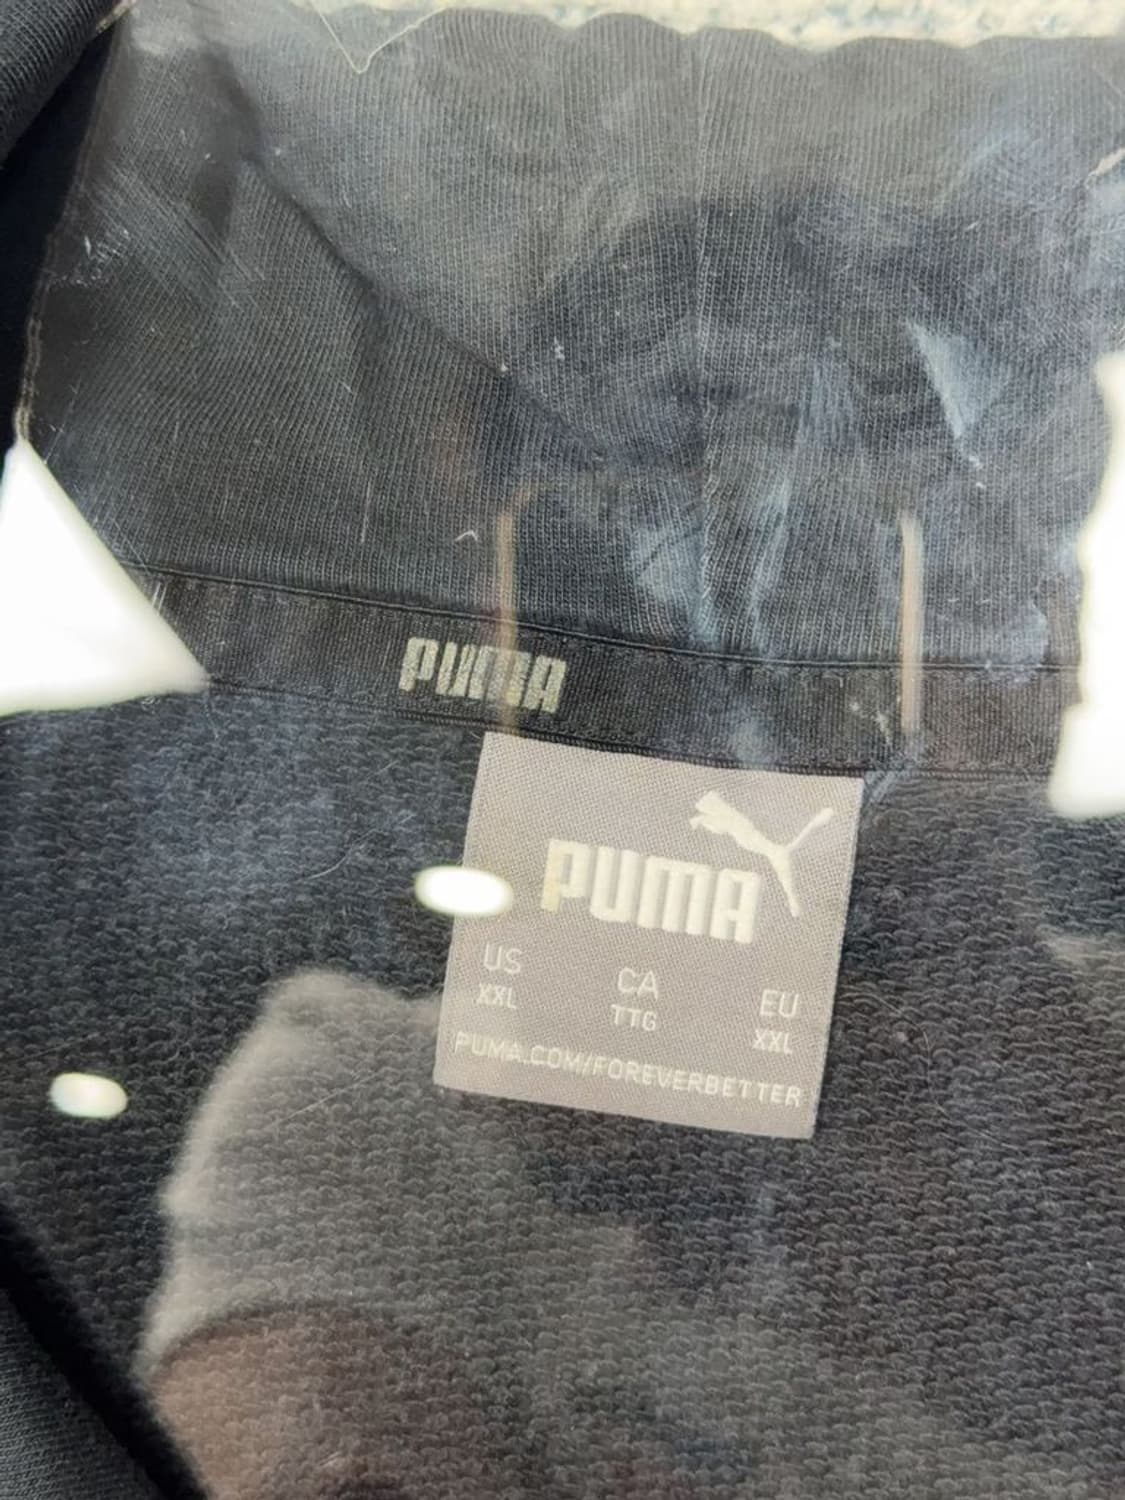 PUMA
PUMA
US CA EU
XXL TTG XXL
PUMA.COM/FOREVERBETTER